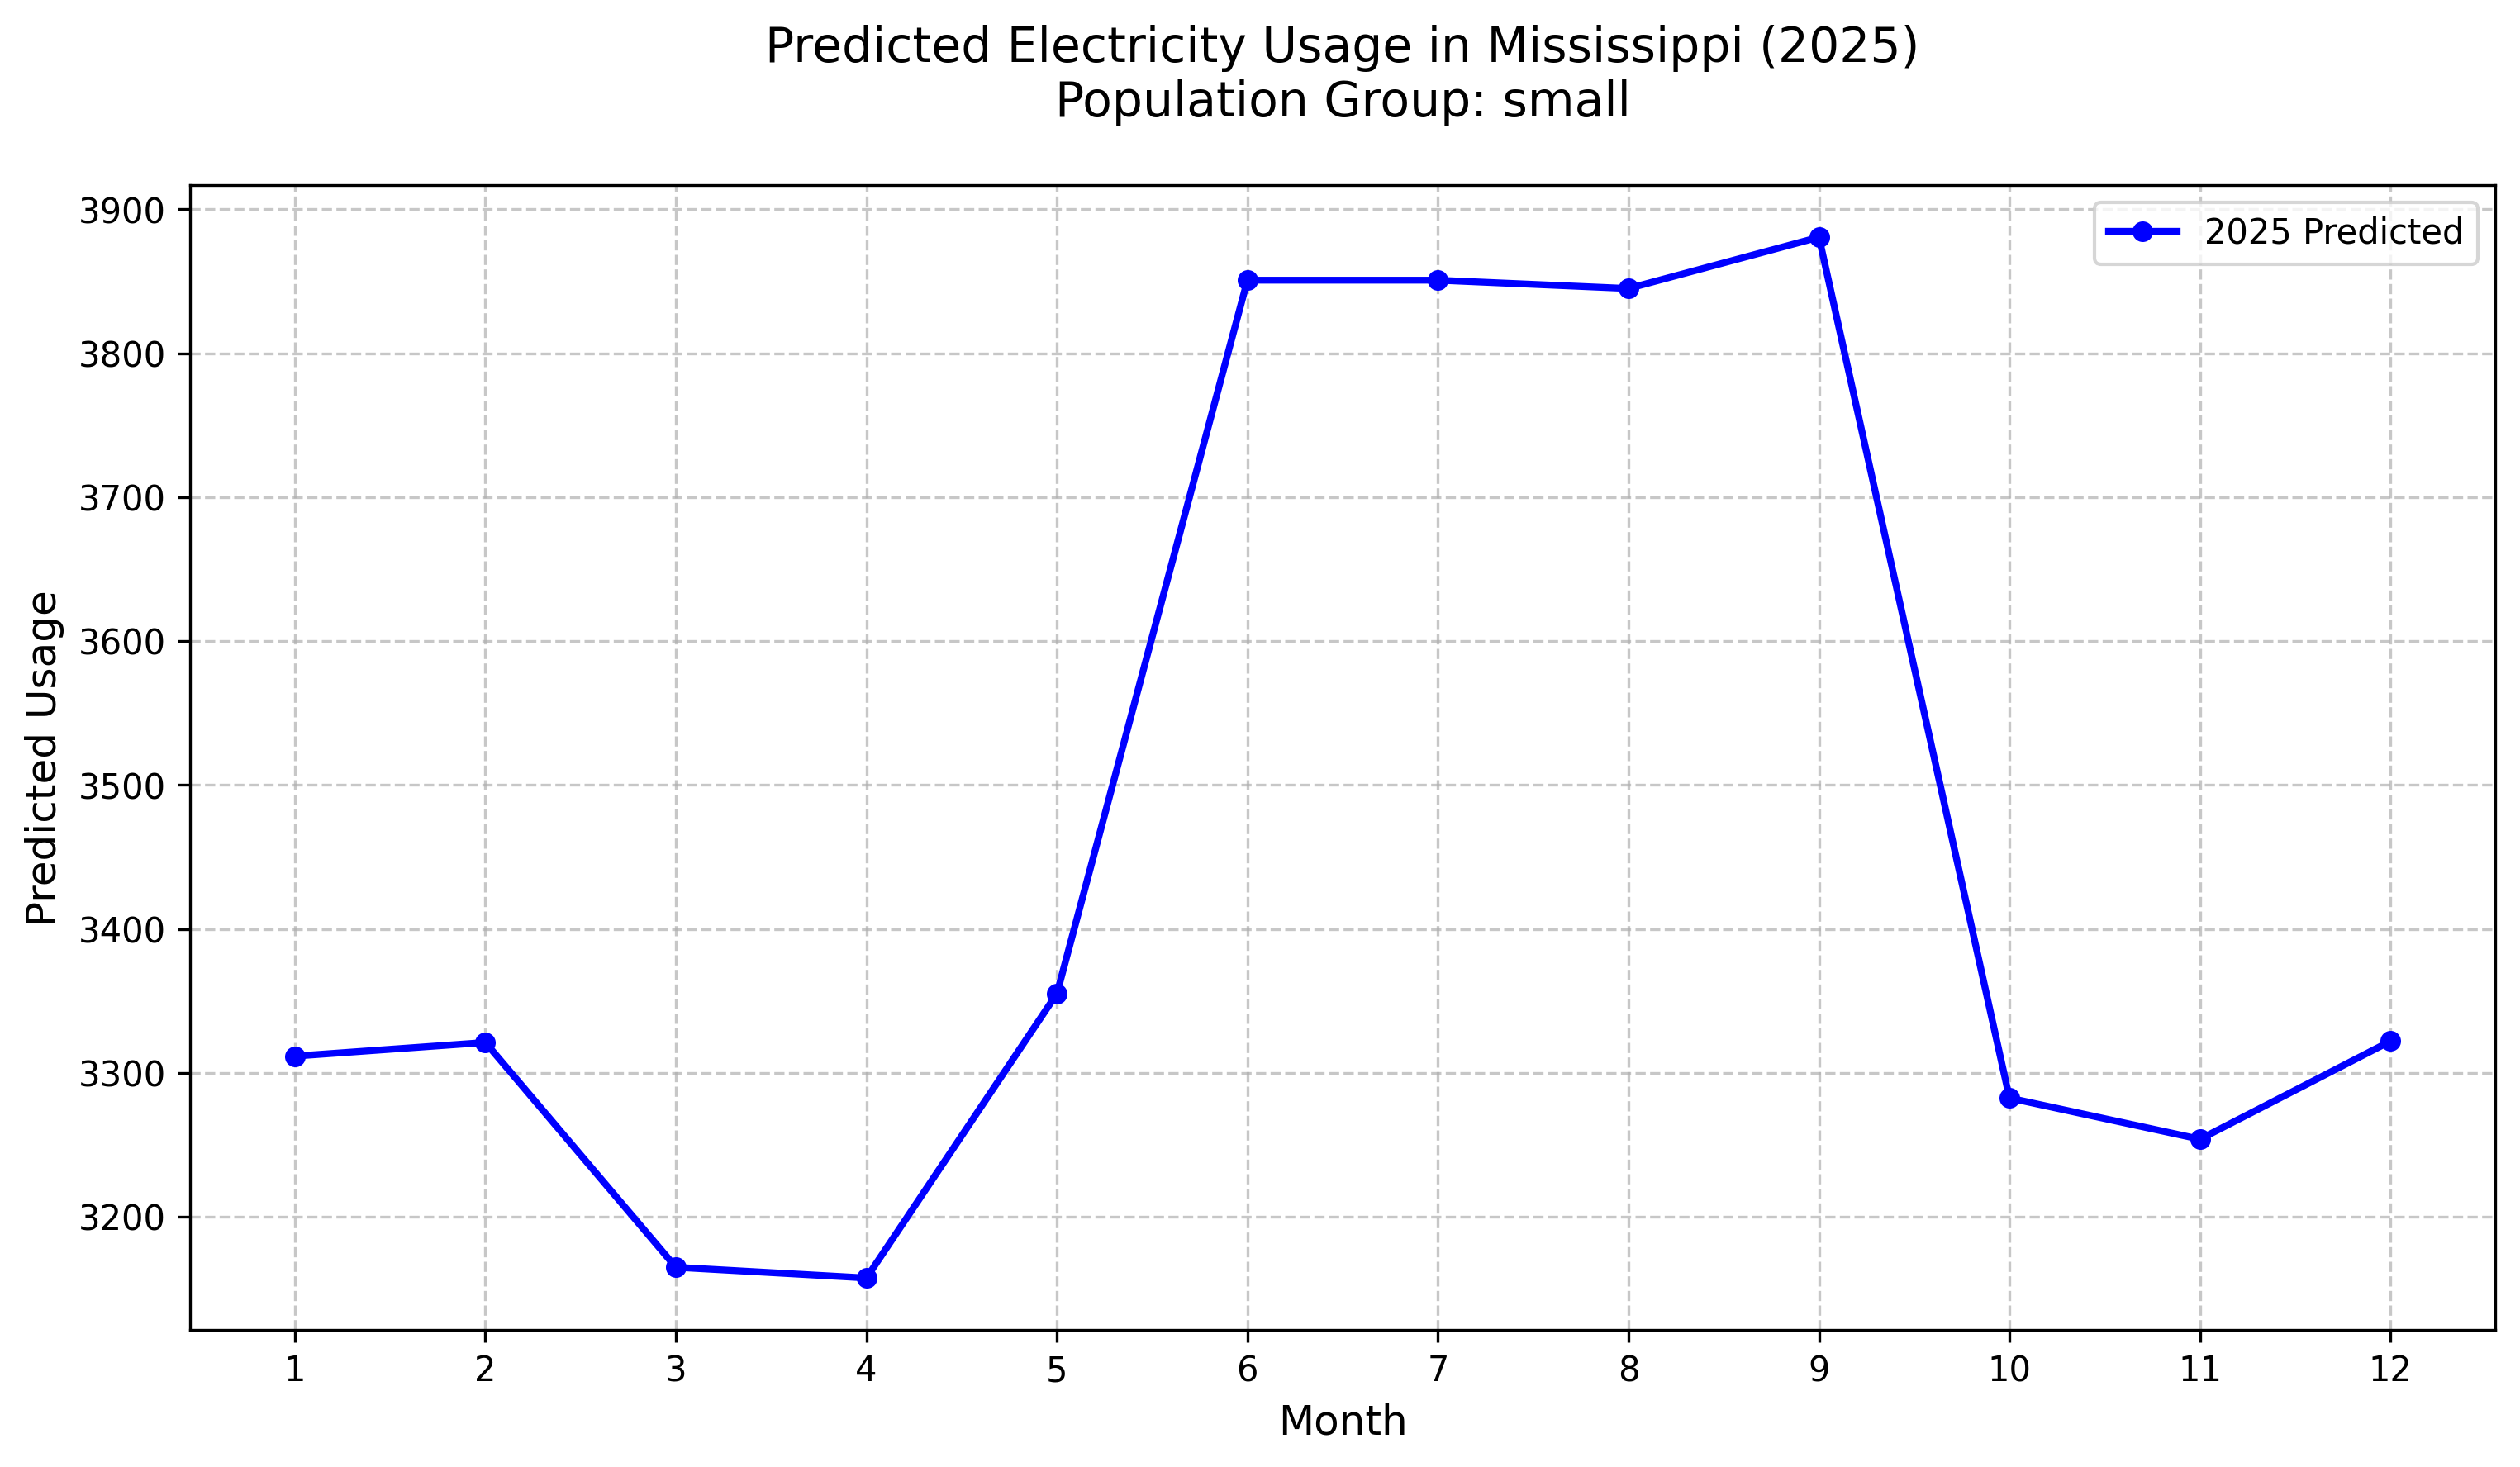 Predicted Electricity Usage in Mississippi (2025)
Population Group: small
2025 Predicted
Predicted Usage
3900
3800
3700
3600
3500
3400
3300
3200
1 2 3 4 5 6 7 8 9 10 11 12
Month